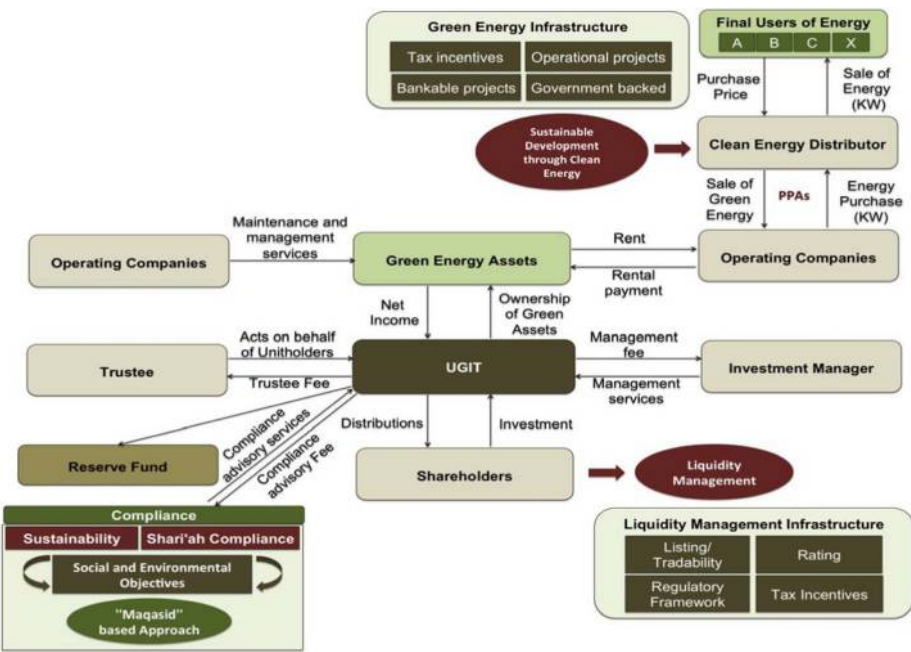 Green Energy Infrastructure
Tax incentives
Operational projects
Bankable projects
Government backed
Final Users of Energy
A
B
C
X
Purchase
Price
Sale of
Energy
(KW)
Sustainable
Development
through Clean
Energy
Clean Energy Distributor
Sale of
Green
Energy
PPAs
Energy
Purchase
(KW)
Operating Companies
Maintenance and
management
services
Green Energy Assets
Rent
Rental
payment
Operating Companies
Net
Income
Ownership
of Green
Assets
Trustee
Acts on behalf
of Unitholders
Trustee Fee
UGIT
Management
fee
Management
services
Investment Manager
Reserve Fund
Compliance
advisory services
Compliance
advisory Fee
Distributions
Investment
Shareholders
Liquidity
Management
Compliance
Sustainability
Shari'ah Compliance
Social and Environmental
Objectives
"Maqasid"
based Approach
Liquidity Management Infrastructure
Listing/
Tradability
Rating
Regulatory
Framework
Tax Incentives